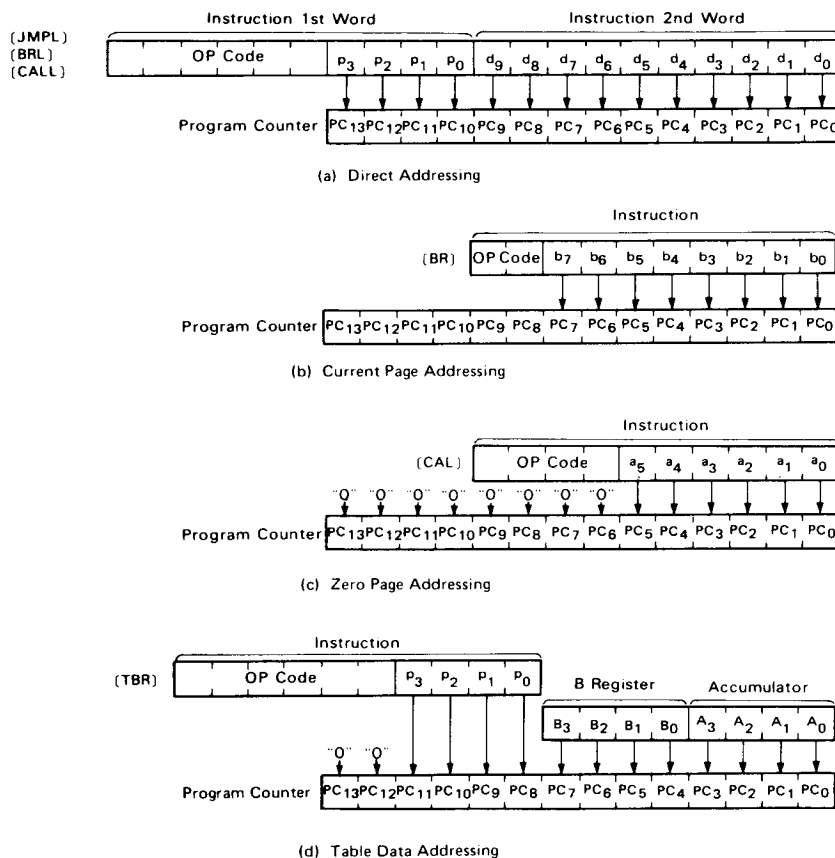 Instruction 1st Word Instruction 2nd Word
[JMPL]
[BRL]
[CALL]
OP Code p3 p2 p1 p0 d9 d8 d7 d6 d5 d4 d3 d2 d1 d0
Program Counter PC13 PC12 PC11 PC10 PC9 PC8 PC7 PC6 PC5 PC4 PC3 PC2 PC1 PC0
(a) Direct Addressing
Instruction
[BR] OP Code b7 b6 b5 b4 b3 b2 b1 b0
Program Counter PC13 PC12 PC11 PC10 PC9 PC8 PC7 PC6 PC5 PC4 PC3 PC2 PC1 PC0
(b) Current Page Addressing
Instruction
[CAL] OP Code a5 a4 a3 a2 a1 a0
"0" "0" "0" "0" "0" "0" "0" "0"
Program Counter PC13 PC12 PC11 PC10 PC9 PC8 PC7 PC6 PC5 PC4 PC3 PC2 PC1 PC0
(c) Zero Page Addressing
Instruction
[TBR] OP Code p3 p2 p1 p0
B Register Accumulator
B3 B2 B1 B0 A3 A2 A1 A0
"0" "0"
Program Counter PC13 PC12 PC11 PC10 PC9 PC8 PC7 PC6 PC5 PC4 PC3 PC2 PC1 PC0
(d) Table Data Addressing